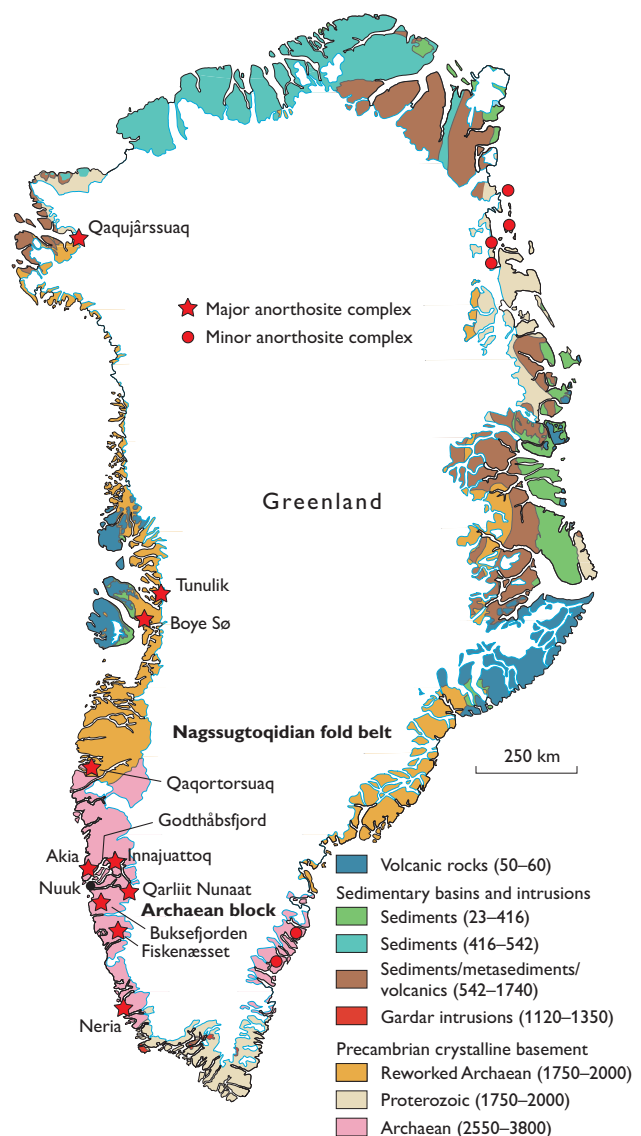 Qaqujârssuaq
Major anorthosite complex
Minor anorthosite complex
Greenland
Tunulik
Boye Sø
Nagssugtoqidian fold belt
250 km
Qaqortorsuaq
Godthåbsfjord
Akia
Innajuattoq
Nuuk
Qarliit Nunaat
Archaean block
Buksefjorden
Fiskenæsset
Neria
Volcanic rocks (50–60)
Sedimentary basins and intrusions
Sediments (23–416)
Sediments (416–542)
Sediments/metasediments/
volcanics (542–1740)
Gardar intrusions (1120–1350)
Precambrian crystalline basement
Reworked Archaean (1750–2000)
Proterozoic (1750–2000)
Archaean (2550–3800)